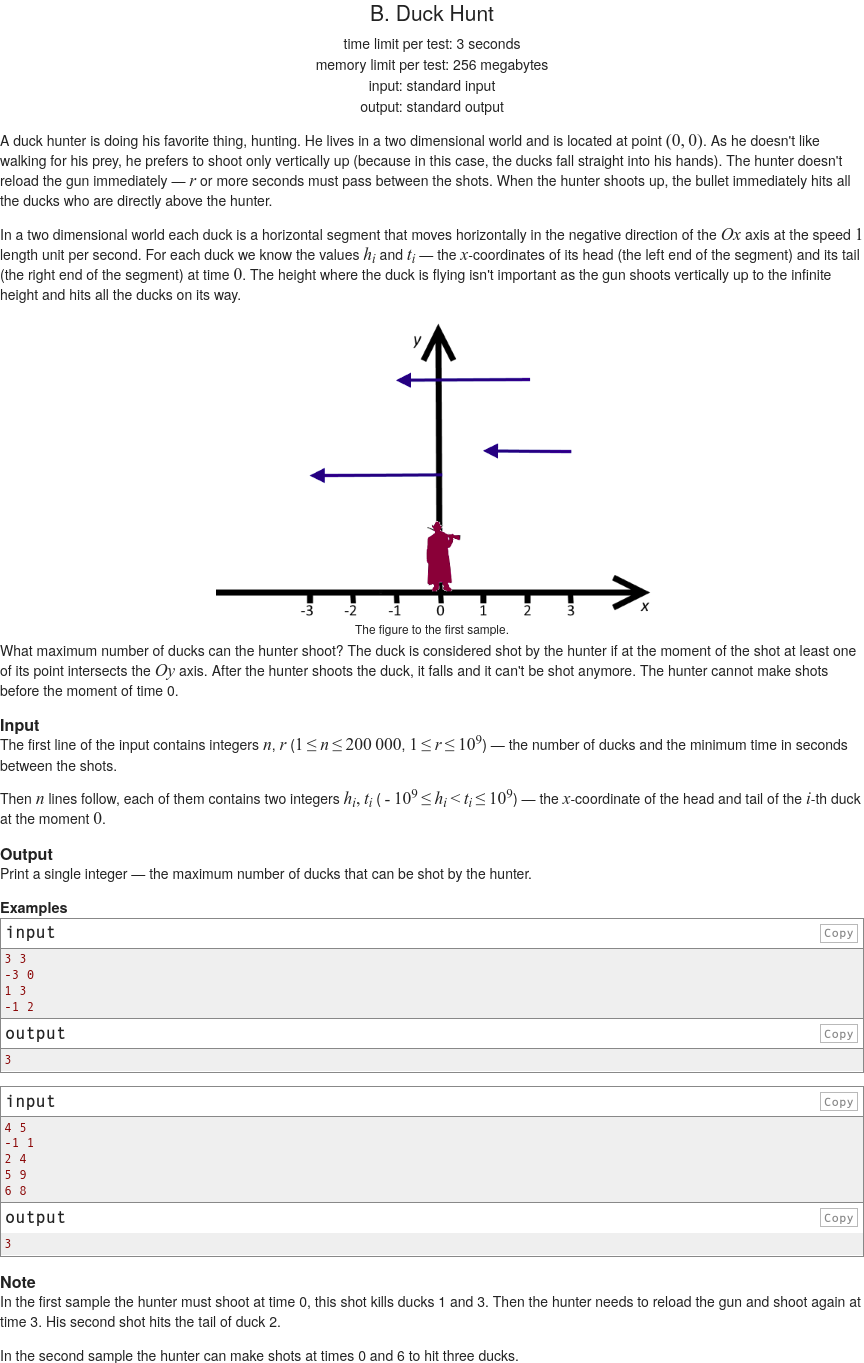 B. Duck Hunt
time limit per test: 3 seconds
memory limit per test: 256 megabytes
input: standard input
output: standard output
A duck hunter is doing his favorite thing, hunting. He lives in a two dimensional world and is located at point (0, 0). As he doesn't like
walking for his prey, he prefers to shoot only vertically up (because in this case, the ducks fall straight into his hands). The hunter doesn't
reload the gun immediately — r or more seconds must pass between the shots. When the hunter shoots up, the bullet immediately hits all
the ducks who are directly above the hunter.
In a two dimensional world each duck is a horizontal segment that moves horizontally in the negative direction of the Ox axis at the speed 1
length unit per second. For each duck we know the values hi and ti — the x-coordinates of its head (the left end of the segment) and its tail
(the right end of the segment) at time 0. The height where the duck is flying isn't important as the gun shoots vertically up to the infinite
height and hits all the ducks on its way.
y
-3 -2 -1 0 1 2 3 x
The figure to the first sample.
What maximum number of ducks can the hunter shoot? The duck is considered shot by the hunter if at the moment of the shot at least one
of its point intersects the Oy axis. After the hunter shoots the duck, it falls and it can't be shot anymore. The hunter cannot make shots
before the moment of time 0.
Input
The first line of the input contains integers n, r (1 ≤ n ≤ 200 000, 1 ≤ r ≤ 10⁹) — the number of ducks and the minimum time in seconds
between the shots.
Then n lines follow, each of them contains two integers hi, ti ( - 10⁹ ≤ hi < ti ≤ 10⁹) — the x-coordinate of the head and tail of the i-th duck
at the moment 0.
Output
Print a single integer — the maximum number of ducks that can be shot by the hunter.
Examples
input Copy
3 3
-3 0
1 3
-1 2
output Copy
3
input Copy
4 5
-1 1
2 4
5 9
6 8
output Copy
3
Note
In the first sample the hunter must shoot at time 0, this shot kills ducks 1 and 3. Then the hunter needs to reload the gun and shoot again at
time 3. His second shot hits the tail of duck 2.
In the second sample the hunter can make shots at times 0 and 6 to hit three ducks.